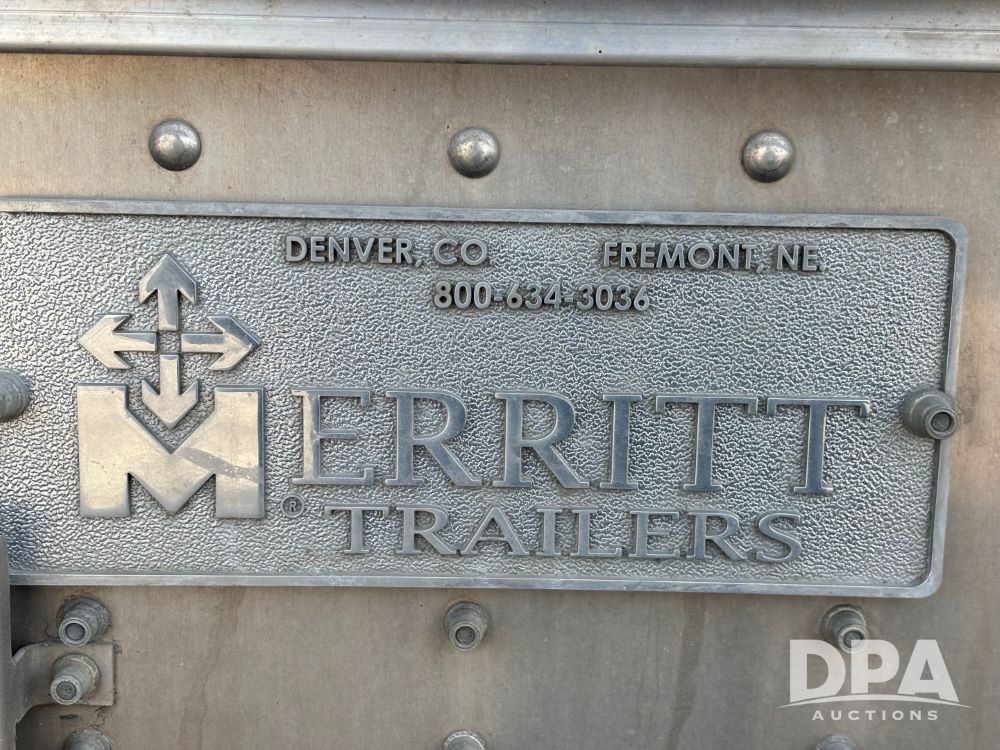 DENVER, CO. FREMONT, NE.
800-634-3036
MERRITT
® TRAILERS
DPA
AUCTIONS